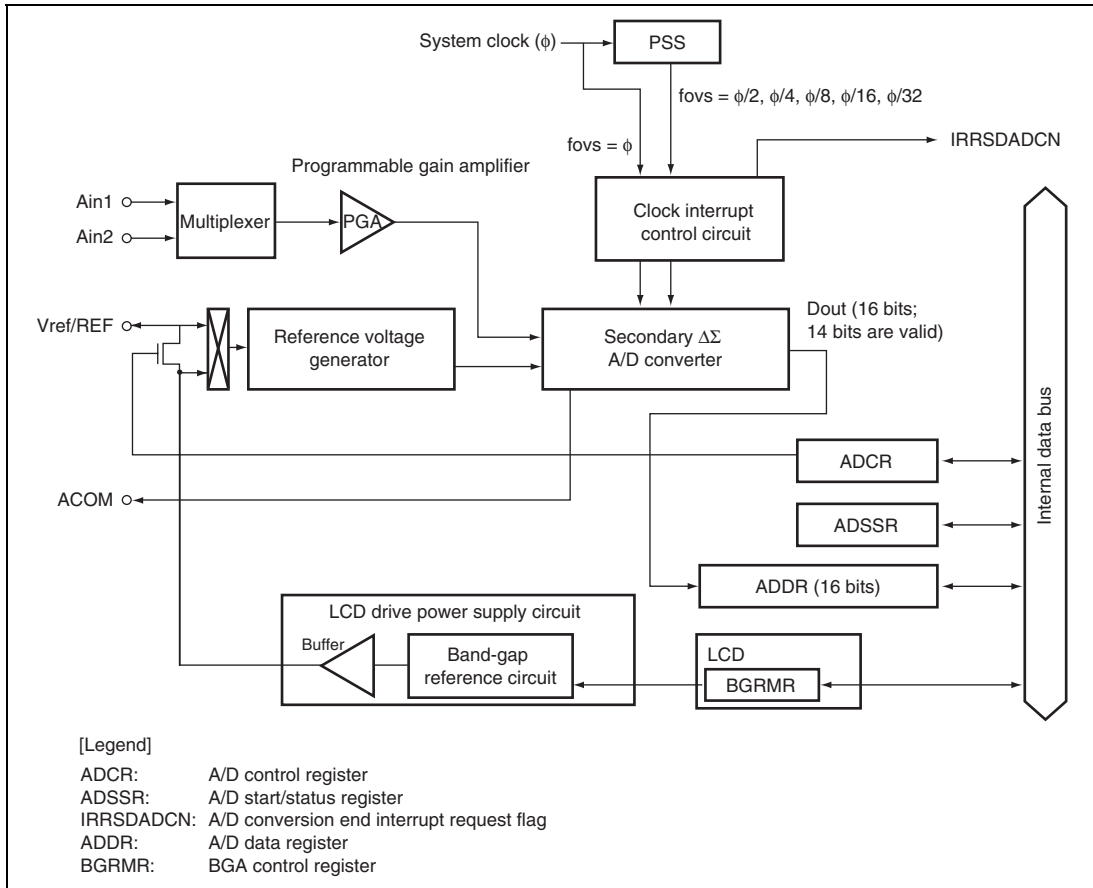 System clock (ϕ)
PSS
fovs = ϕ/2, ϕ/4, ϕ/8, ϕ/16, ϕ/32
fovs = ϕ
IRRSDADCN
Programmable gain amplifier
Ain1
Ain2
Multiplexer
PGA
Clock interrupt
control circuit
Vref/REF
Reference voltage
generator
Secondary ΔΣ
A/D converter
Dout (16 bits;
14 bits are valid)
Internal data bus
ADCR
ACOM
ADSSR
ADDR (16 bits)
LCD drive power supply circuit
Buffer
Band-gap
reference circuit
LCD
BGRMR
[Legend]
ADCR: A/D control register
ADSSR: A/D start/status register
IRRSDADCN: A/D conversion end interrupt request flag
ADDR: A/D data register
BGRMR: BGA control register